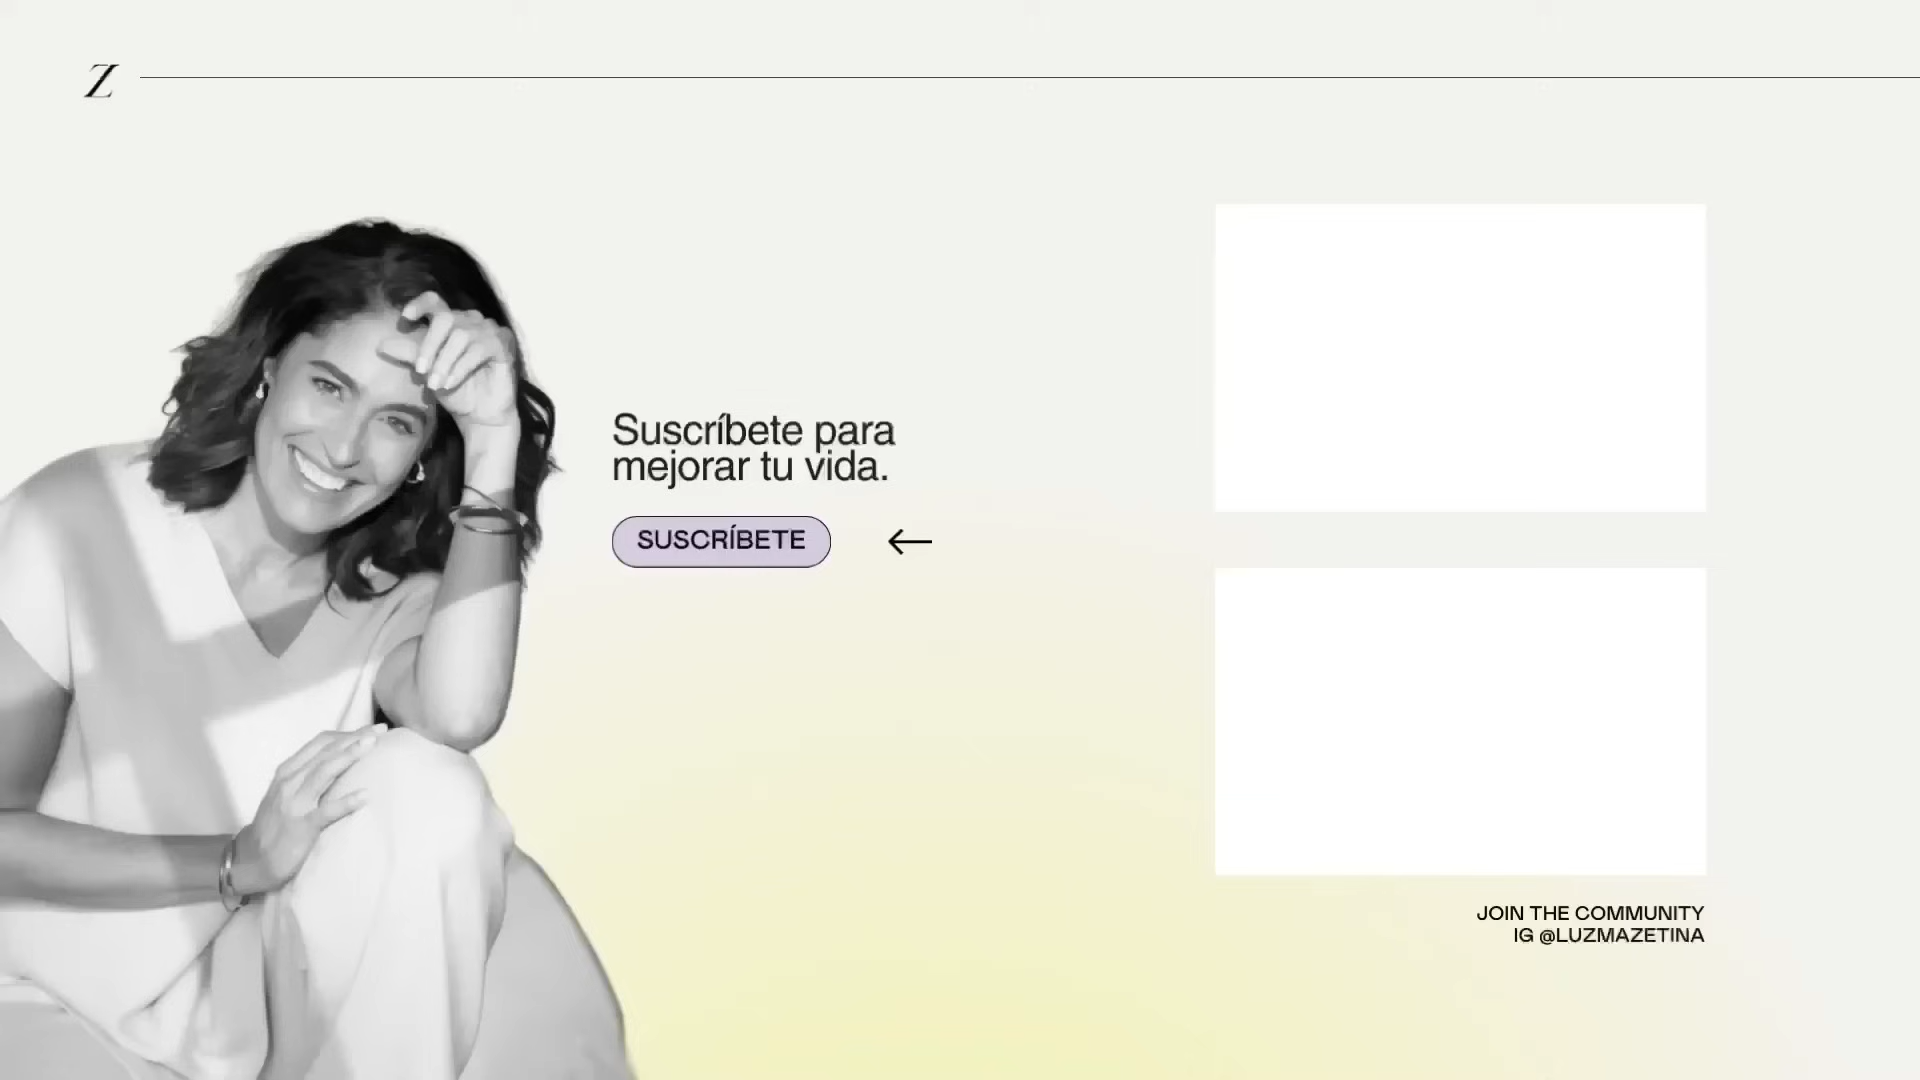 Z
Suscríbete para
mejorar tu vida.
SUSCRÍBETE
JOIN THE COMMUNITY
IG @LUZMAZETINA